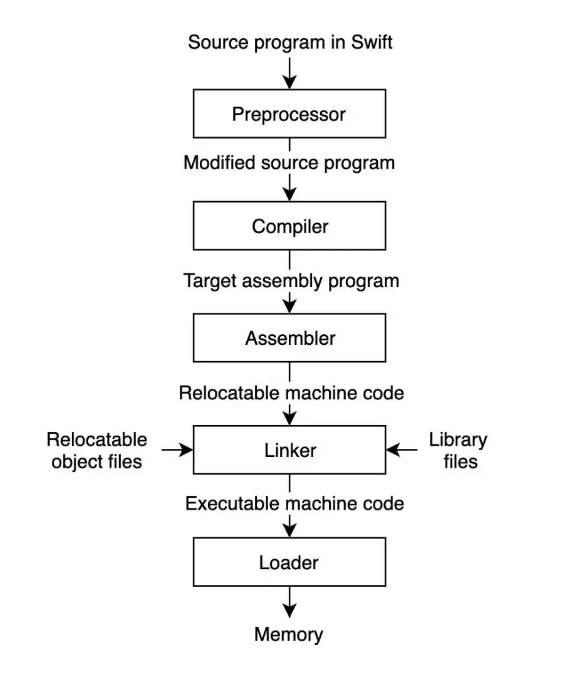 Source program in Swift
Preprocessor
Modified source program
Compiler
Target assembly program
Assembler
Relocatable machine code
Relocatable
object files
Linker
Library
files
Executable machine code
Loader
Memory